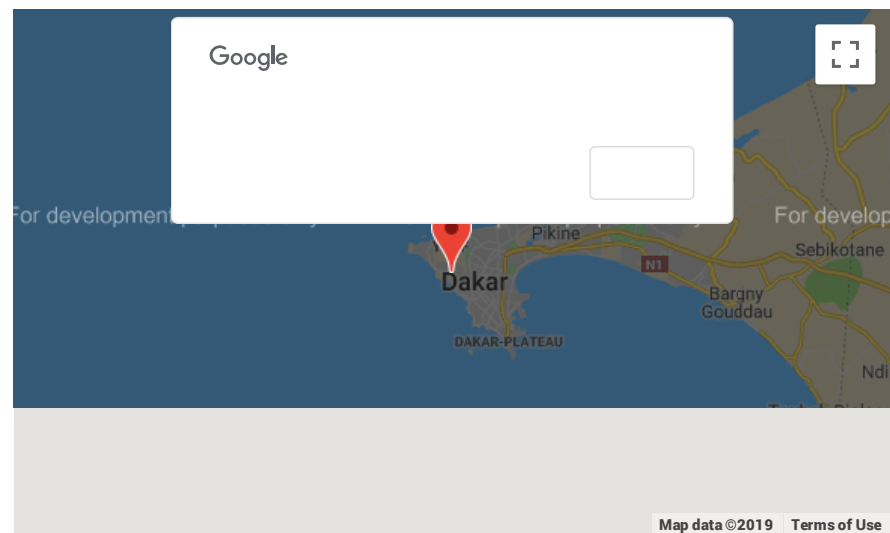 Google
For development
For develop
Pikine
Sebikotane
N1
Dakar
Bargny
Gouddau
DAKAR-PLATEAU
Ndi
Map data ©2019 Terms of Use